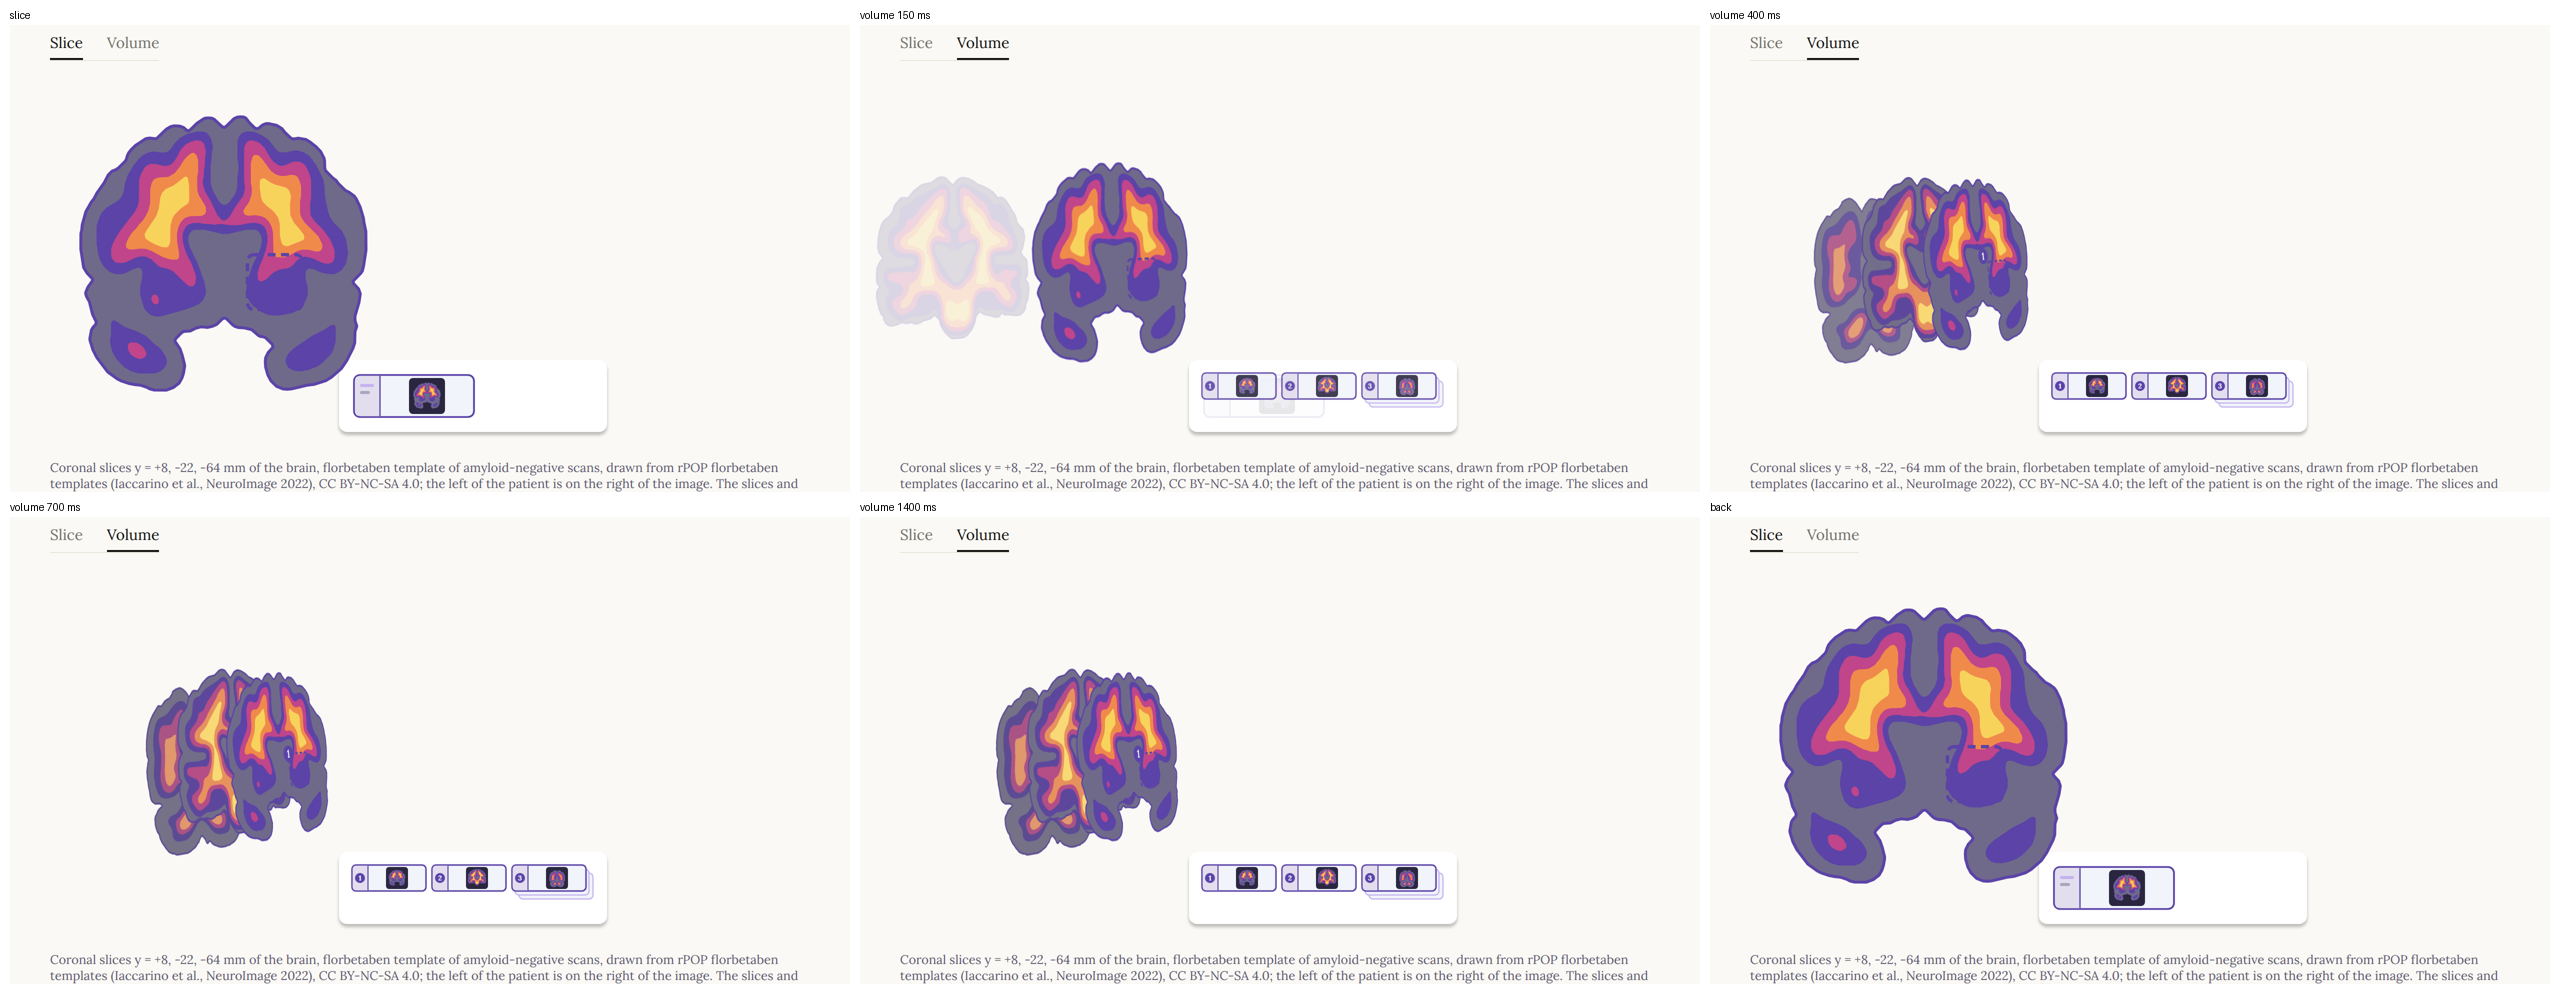 slice
Slice Volume
Coronal slices y = +8, -22, -64 mm of the brain, florbetaben template of amyloid-negative scans, drawn from rPOP florbetaben
templates (Iaccarino et al., NeuroImage 2022), CC BY-NC-SA 4.0; the left of the patient is on the right of the image. The slices and
volume 150 ms
Slice Volume
1 2 3
Coronal slices y = +8, -22, -64 mm of the brain, florbetaben template of amyloid-negative scans, drawn from rPOP florbetaben
templates (Iaccarino et al., NeuroImage 2022), CC BY-NC-SA 4.0; the left of the patient is on the right of the image. The slices and
volume 400 ms
Slice Volume
1
1 2 3
Coronal slices y = +8, -22, -64 mm of the brain, florbetaben template of amyloid-negative scans, drawn from rPOP florbetaben
templates (Iaccarino et al., NeuroImage 2022), CC BY-NC-SA 4.0; the left of the patient is on the right of the image. The slices and
volume 700 ms
Slice Volume
1
1 2 3
Coronal slices y = +8, -22, -64 mm of the brain, florbetaben template of amyloid-negative scans, drawn from rPOP florbetaben
templates (Iaccarino et al., NeuroImage 2022), CC BY-NC-SA 4.0; the left of the patient is on the right of the image. The slices and
volume 1400 ms
Slice Volume
1
1 2 3
Coronal slices y = +8, -22, -64 mm of the brain, florbetaben template of amyloid-negative scans, drawn from rPOP florbetaben
templates (Iaccarino et al., NeuroImage 2022), CC BY-NC-SA 4.0; the left of the patient is on the right of the image. The slices and
back
Slice Volume
Coronal slices y = +8, -22, -64 mm of the brain, florbetaben template of amyloid-negative scans, drawn from rPOP florbetaben
templates (Iaccarino et al., NeuroImage 2022), CC BY-NC-SA 4.0; the left of the patient is on the right of the image. The slices and